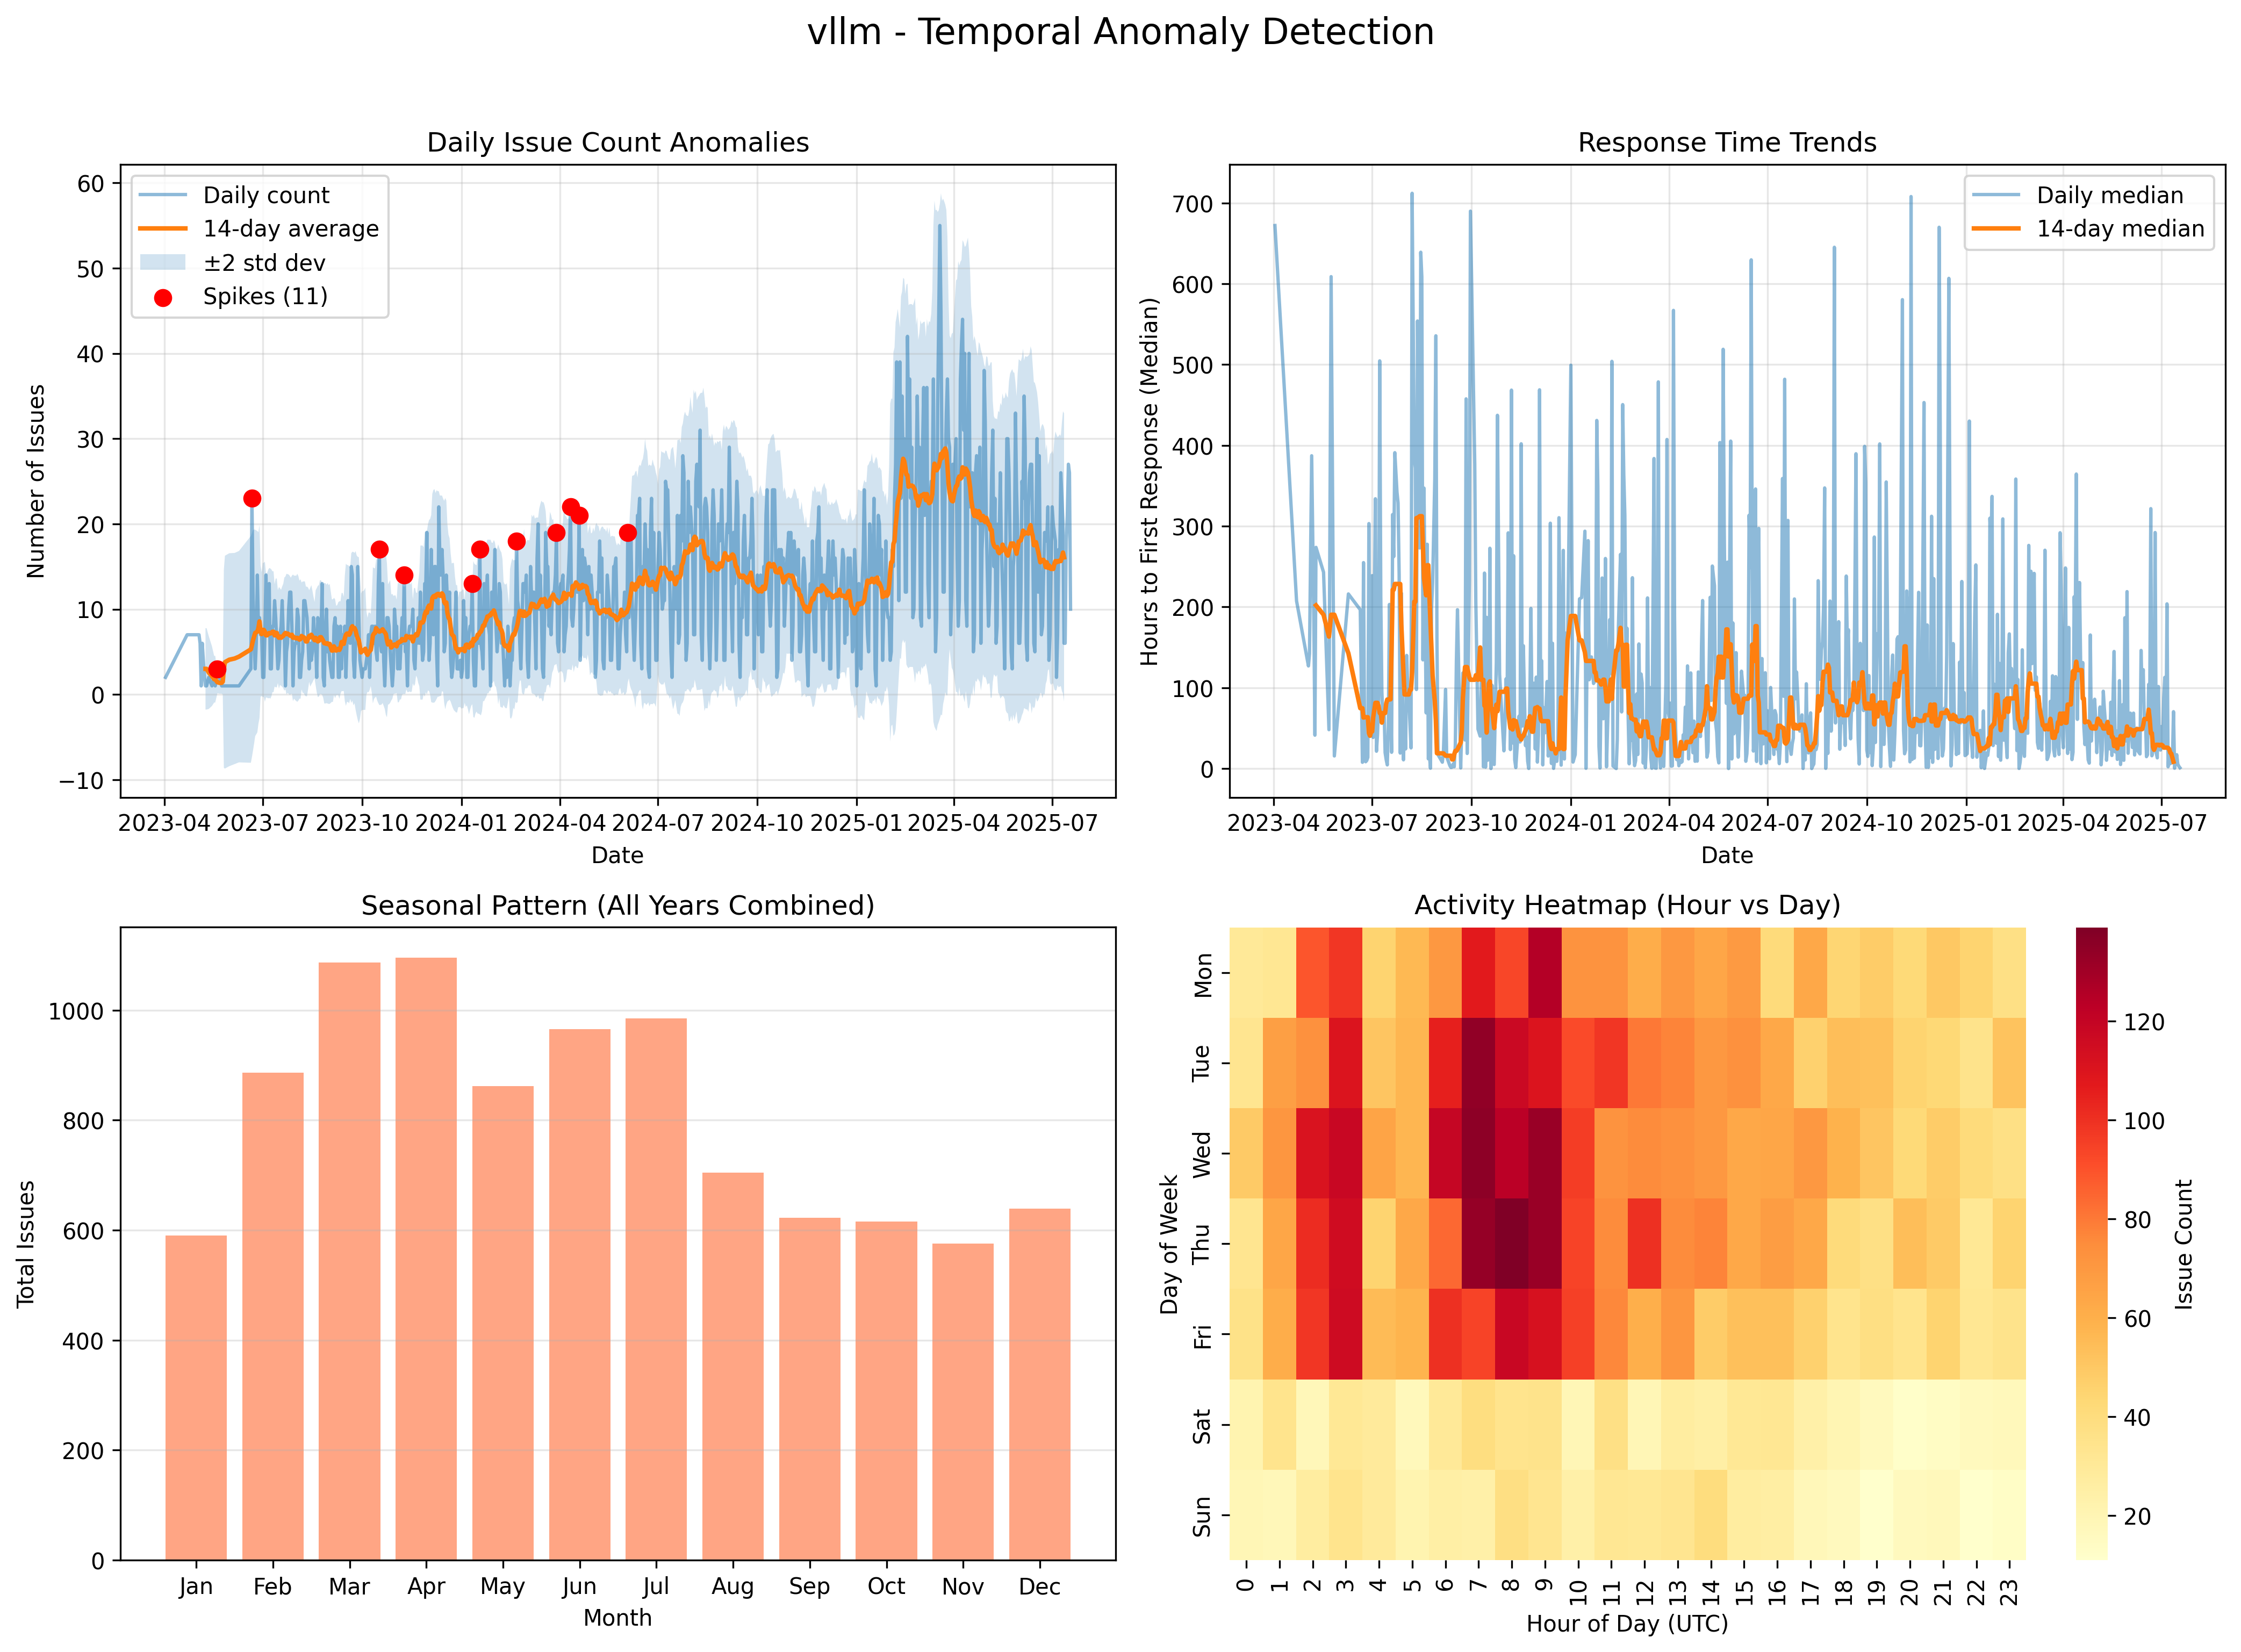 vllm - Temporal Anomaly Detection
Daily Issue Count Anomalies
Daily count
14-day average
±2 std dev
Spikes (11)
Number of Issues
60
50
40
30
20
10
0
−10
2023-04 2023-07 2023-10 2024-01 2024-04 2024-07 2024-10 2025-01 2025-04 2025-07
Date
Response Time Trends
Daily median
14-day median
Hours to First Response (Median)
700
600
500
400
300
200
100
0
2023-04 2023-07 2023-10 2024-01 2024-04 2024-07 2024-10 2025-01 2025-04 2025-07
Date
Seasonal Pattern (All Years Combined)
Total Issues
1000
800
600
400
200
0
Jan Feb Mar Apr May Jun Jul Aug Sep Oct Nov Dec
Month
Activity Heatmap (Hour vs Day)
Day of Week
Mon
Tue
Wed
Thu
Fri
Sat
Sun
0 1 2 3 4 5 6 7 8 9 10 11 12 13 14 15 16 17 18 19 20 21 22 23
Hour of Day (UTC)
120
100
80
60
40
20
Issue Count